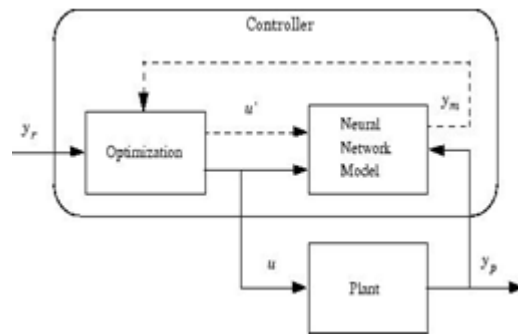 Controller
y_r
Optimization
u'
Neural
Network
Model
y_m
u
Plant
y_p